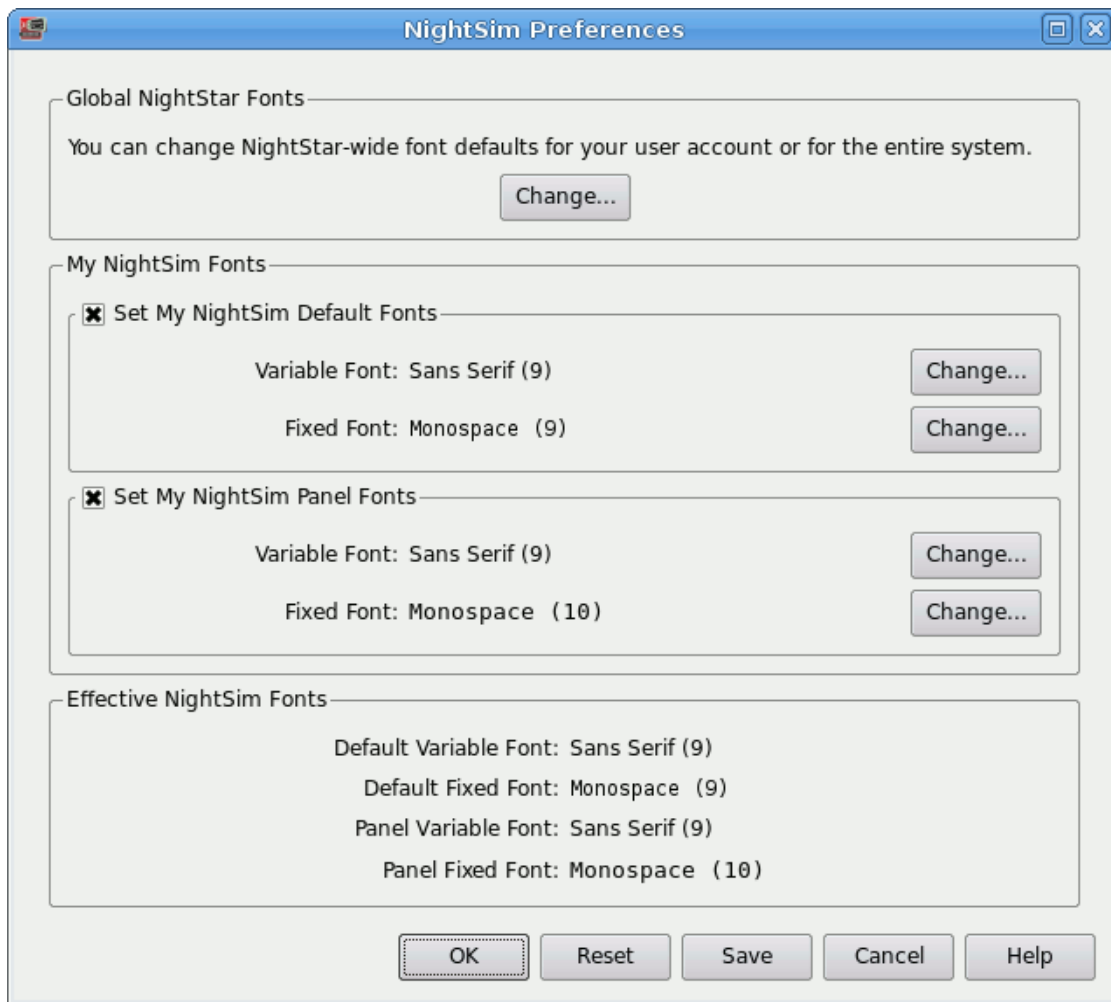 NightSim Preferences
Global NightStar Fonts
You can change NightStar-wide font defaults for your user account or for the entire system.
Change...
My NightSim Fonts
Set My NightSim Default Fonts
Variable Font: Sans Serif (9) Change...
Fixed Font: Monospace (9) Change...
Set My NightSim Panel Fonts
Variable Font: Sans Serif (9) Change...
Fixed Font: Monospace (10) Change...
Effective NightSim Fonts
Default Variable Font: Sans Serif (9)
Default Fixed Font: Monospace (9)
Panel Variable Font: Sans Serif (9)
Panel Fixed Font: Monospace (10)
OK Reset Save Cancel Help